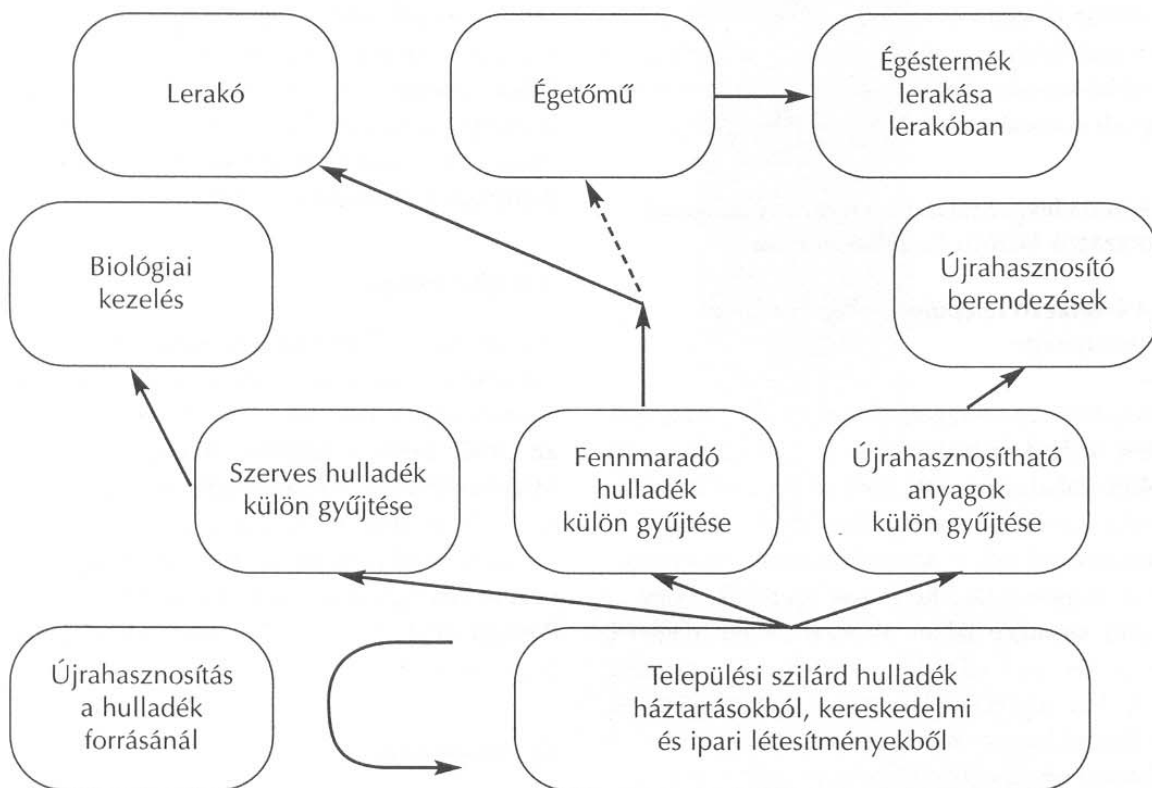 Lerakó
Égetőmű
Égéstermék
lerakása
lerakóban
Biológiai
kezelés
Újrahasznosító
berendezések
Szerves hulladék
külön gyűjtése
Fennmaradó
hulladék
külön gyűjtése
Újrahasznosítható
anyagok
külön gyűjtése
Újrahasznosítás
a hulladék
forrásánál
Települési szilárd hulladék
háztartásokból, kereskedelmi
és ipari létesítményekből